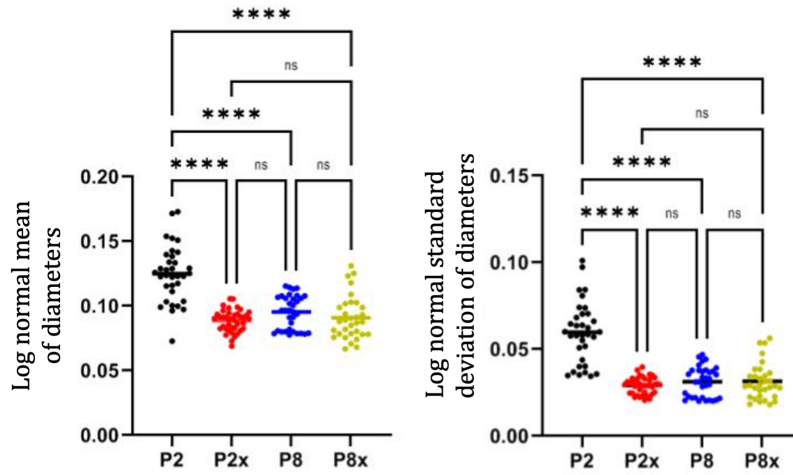 ****
ns
****
**** ns ns
0.20
0.15
0.10
0.05
0.00
Log normal mean
of diameters
P2 P2x P8 P8x
****
ns
****
**** ns ns
0.15
0.10
0.05
0.00
Log normal standard
deviation of diameters
P2 P2x P8 P8x